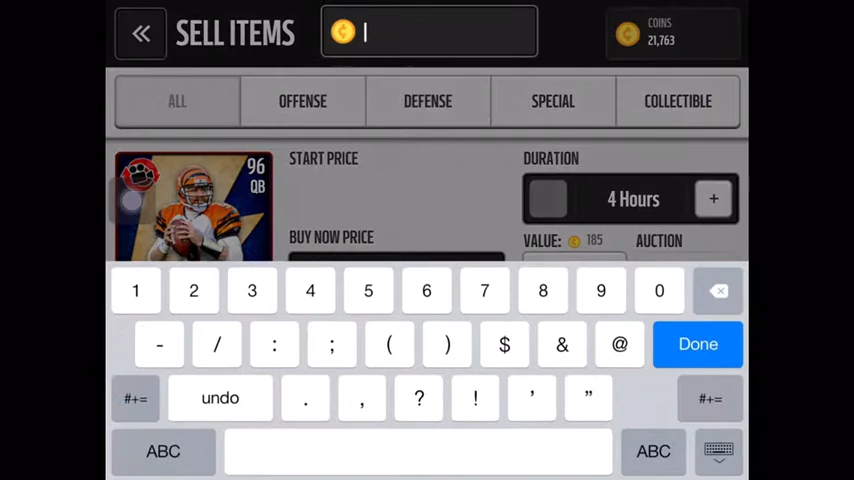 SELL ITEMS
COINS
21,763
ALL OFFENSE DEFENSE SPECIAL COLLECTIBLE
96
QB
START PRICE
DURATION
4 Hours +
BUY NOW PRICE
VALUE: 185 AUCTION
1 2 3 4 5 6 7 8 9 0
- / : ; ( ) $ & @ Done
#+= undo . , ? ! ' " #+=
ABC ABC